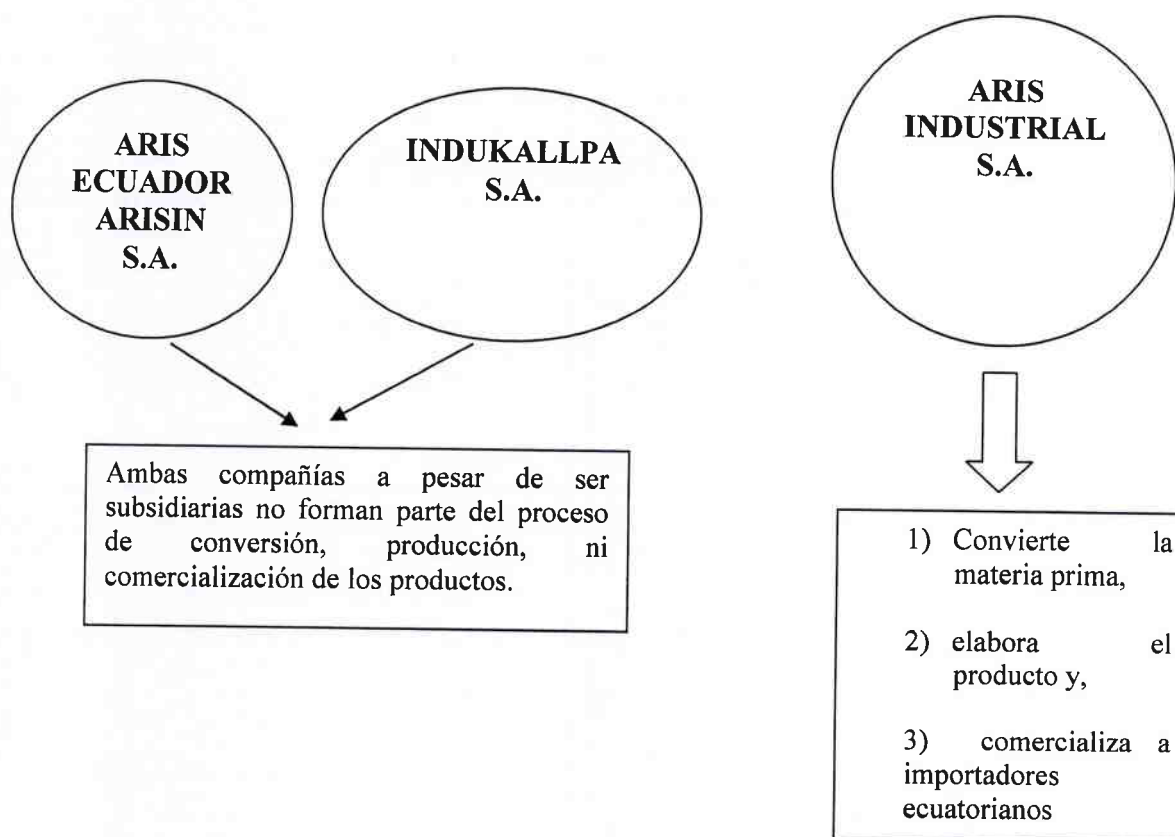 ARIS
ECUADOR
ARISIN
S.A.
INDUKALLPA
S.A.
ARIS
INDUSTRIAL
S.A.
Ambas compañías a pesar de ser
subsidiarias no forman parte del proceso
de conversión, producción, ni
comercialización de los productos.
1) Convierte la
materia prima,
2) elabora el
producto y,
3) comercializa a
importadores
ecuatorianos